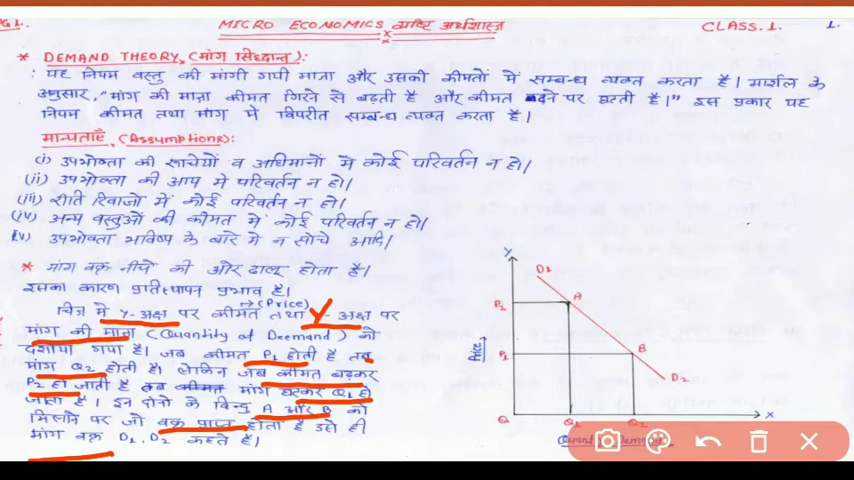 PG1. MICRO ECONOMICS व्यष्टि अर्थशास्त्र CLASS.1. 1.
* DEMAND THEORY, (मांग सिद्धान्त):
यह नियम वस्तु की मांगी गयी मात्रा और उसकी कीमतों में सम्बन्ध व्यक्त करता है। मार्शल के
अनुसार, "मांग की मात्रा कीमत गिरने से बढ़ती है और कीमत बढ़ने पर घटती है।" इस प्रकार यह
नियम कीमत तथा मांग में विपरीत सम्बन्ध व्यक्त करता है।
मान्यताएँ (Assumptions):
(i) उपभोक्ता की रूचियों व अधिमानों में कोई परिवर्तन न हो।
(ii) उपभोक्ता की आय में परिवर्तन न हो।
(iii) रीति रिवाजों में कोई परिवर्तन न हो।
(iv) अन्य वस्तुओं की कीमत में कोई परिवर्तन न हो।
(v) उपभोक्ता भविष्य के बारे में न सोचे आदि।
* मांग वक्र नीचे की ओर ढालू होता है।
इसका कारण प्रतिस्थापन प्रभाव है।
चित्र में Y-अक्ष पर कीमत (Price) तथा Y- अक्ष पर
मांग की मात्रा (Quantity of Deemand) को
दर्शाया गया है। जब कीमत P1 होती है तब
मांग Q2 होती है। लेकिन जब कीमत बढ़कर
P2 हो जाती है तब कीमत मांग घटकर Q1 हो
जाती है। इन दोनो के बिन्दु A और B को
मिलाने पर जो वक्र प्राप्त होता है उसे ही
मांग वक्र D1.D2 कहते है।
Y
D1
A
P2
B
P1
Price
D2
O Q1 Q2 X